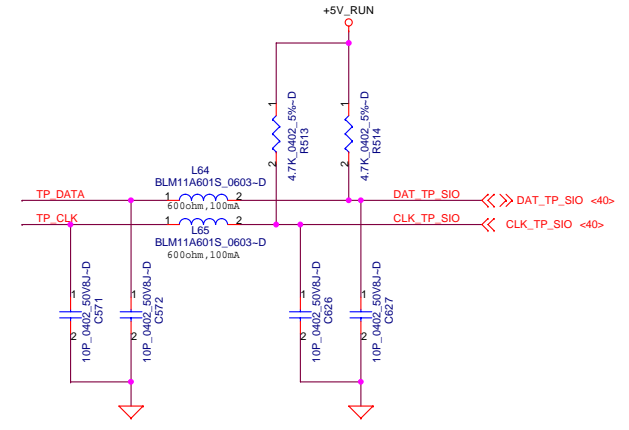 +5V_RUN
1
1
4.7K_0402_5%~D
R513
4.7K_0402_5%~D
R514
2
2
L64
BLM11A601S_0603~D
TP_DATA
1
2
DAT_TP_SIO
DAT_TP_SIO <40>
600ohm,100mA
TP_CLK
1
2
CLK_TP_SIO
CLK_TP_SIO <40>
L65
BLM11A601S_0603~D
600ohm,100mA
1
2
10P_0402_50V8J~D
C571
1
2
10P_0402_50V8J~D
C572
1
2
10P_0402_50V8J~D
C626
1
2
10P_0402_50V8J~D
C627